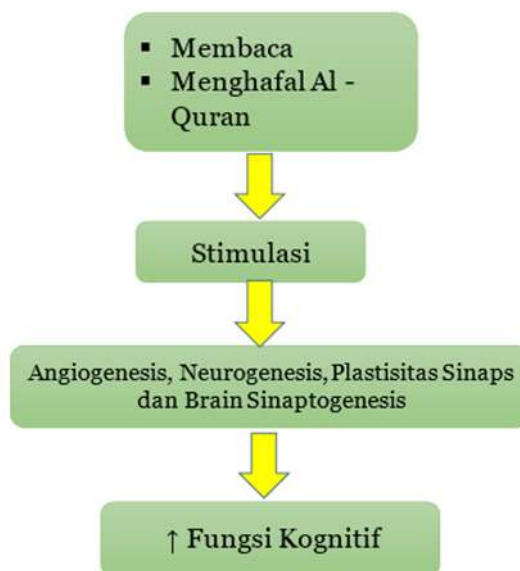 ▪ Membaca
▪ Menghafal Al -
Quran
Stimulasi
Angiogenesis, Neurogenesis, Plastisitas Sinaps
dan Brain Sinaptogenesis
↑ Fungsi Kognitif